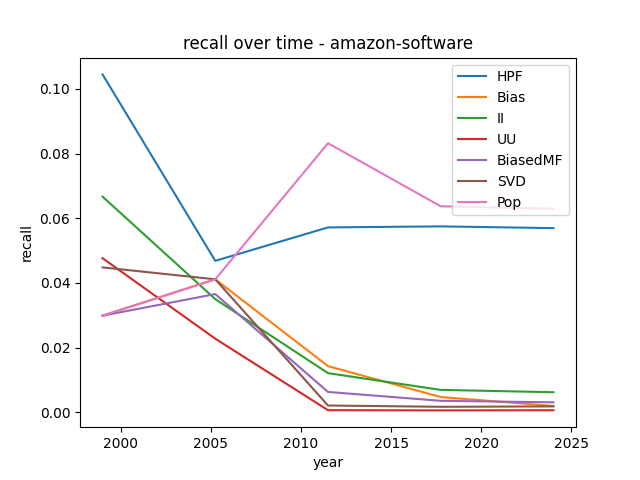 recall over time - amazon-software
HPF
Bias
II
UU
BiasedMF
SVD
Pop
0.10
0.08
0.06
0.04
0.02
0.00
recall
2000 2005 2010 2015 2020 2025
year